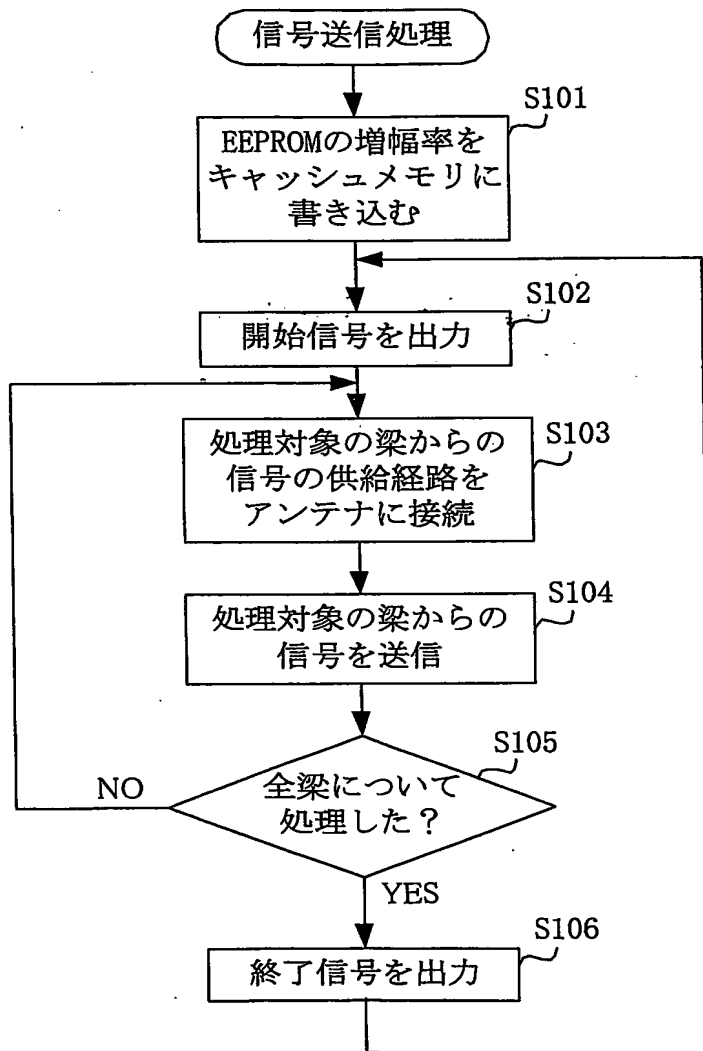 信号送信処理
S101
EEPROMの増幅率を
キャッシュメモリに
書き込む
S102
開始信号を出力
S103
処理対象の梁からの
信号の供給経路を
アンテナに接続
S104
処理対象の梁からの
信号を送信
S105
全梁について
処理した？
NO
YES
S106
終了信号を出力